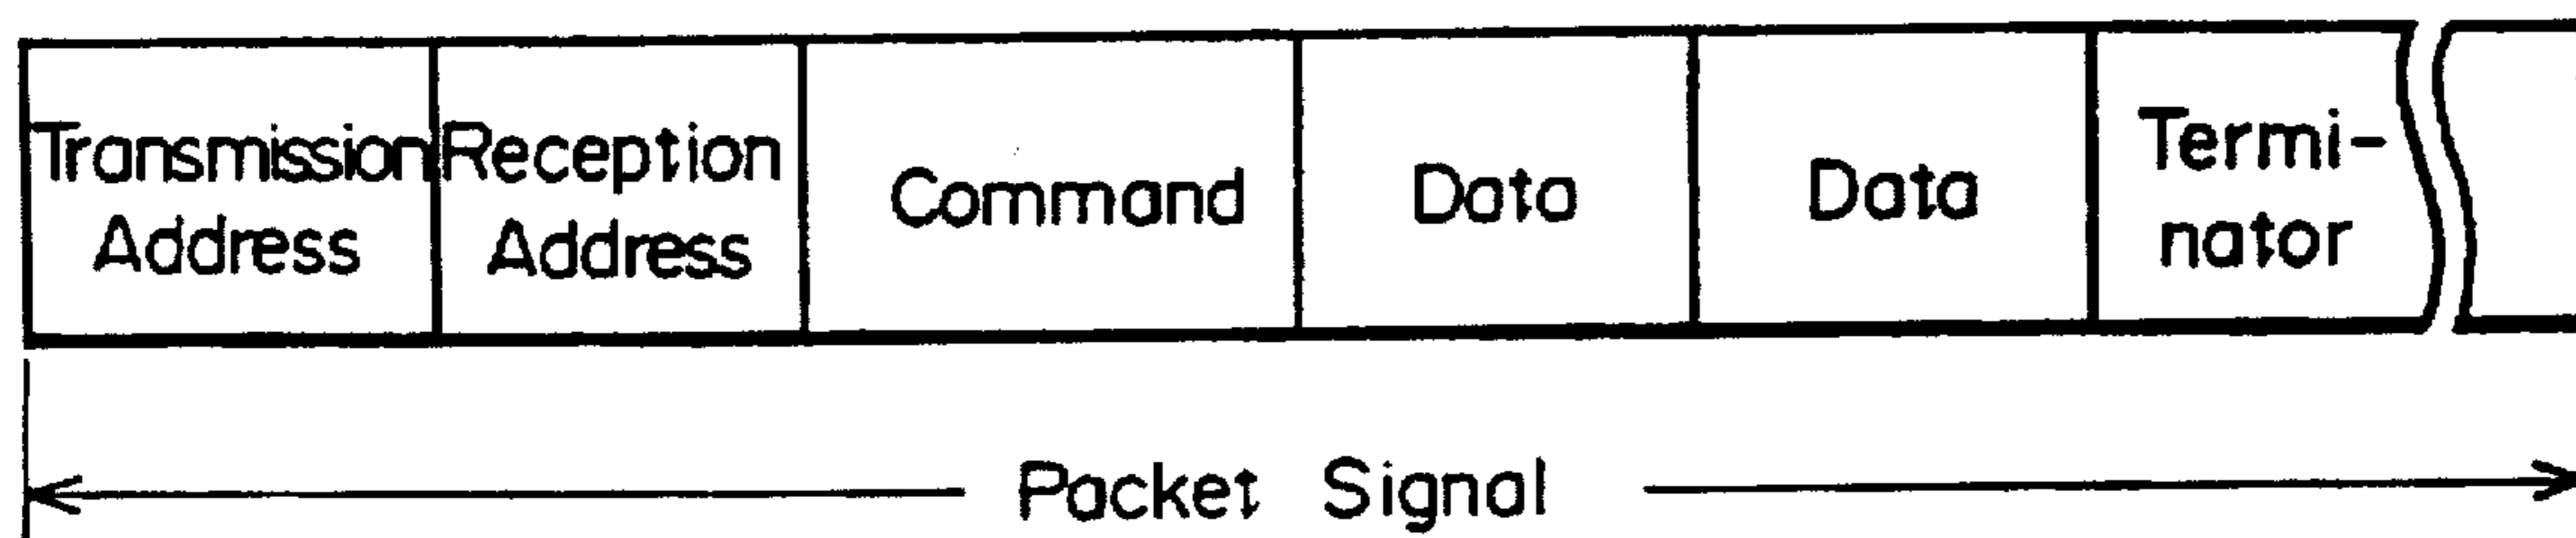 Transmission
Address
Reception
Address
Command
Data
Data
Termi-
nator
Packet Signal